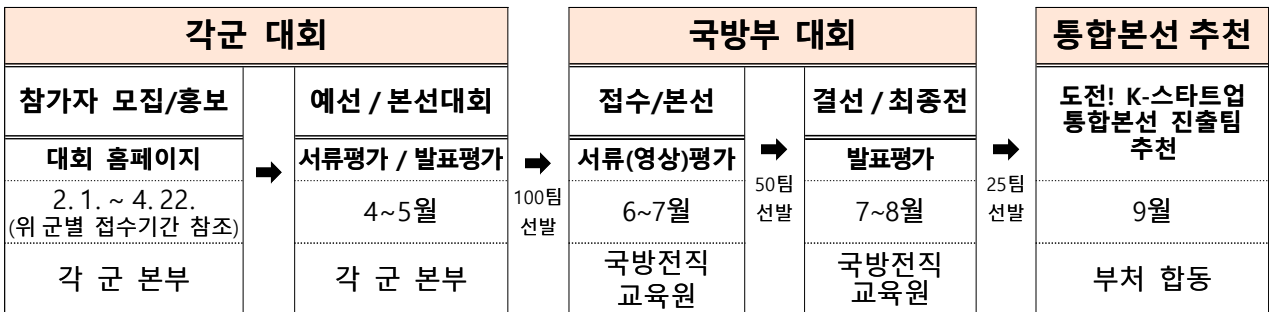 각군 대회
국방부 대회
통합본선 추천
참가자 모집/홍보
예선 / 본선대회
접수/본선
결선 / 최종전
도전! K-스타트업
통합본선 진출팀
추천
대회 홈페이지
서류평가 / 발표평가
서류(영상)평가
발표평가
➡
➡
100팀
선발
➡
50팀
선발
➡
25팀
선발
2. 1. ~ 4. 22.
(위 군별 접수기간 참조)
4~5월
6~7월
7~8월
9월
각 군 본부
각 군 본부
국방전직
교육원
국방전직
교육원
부처 합동